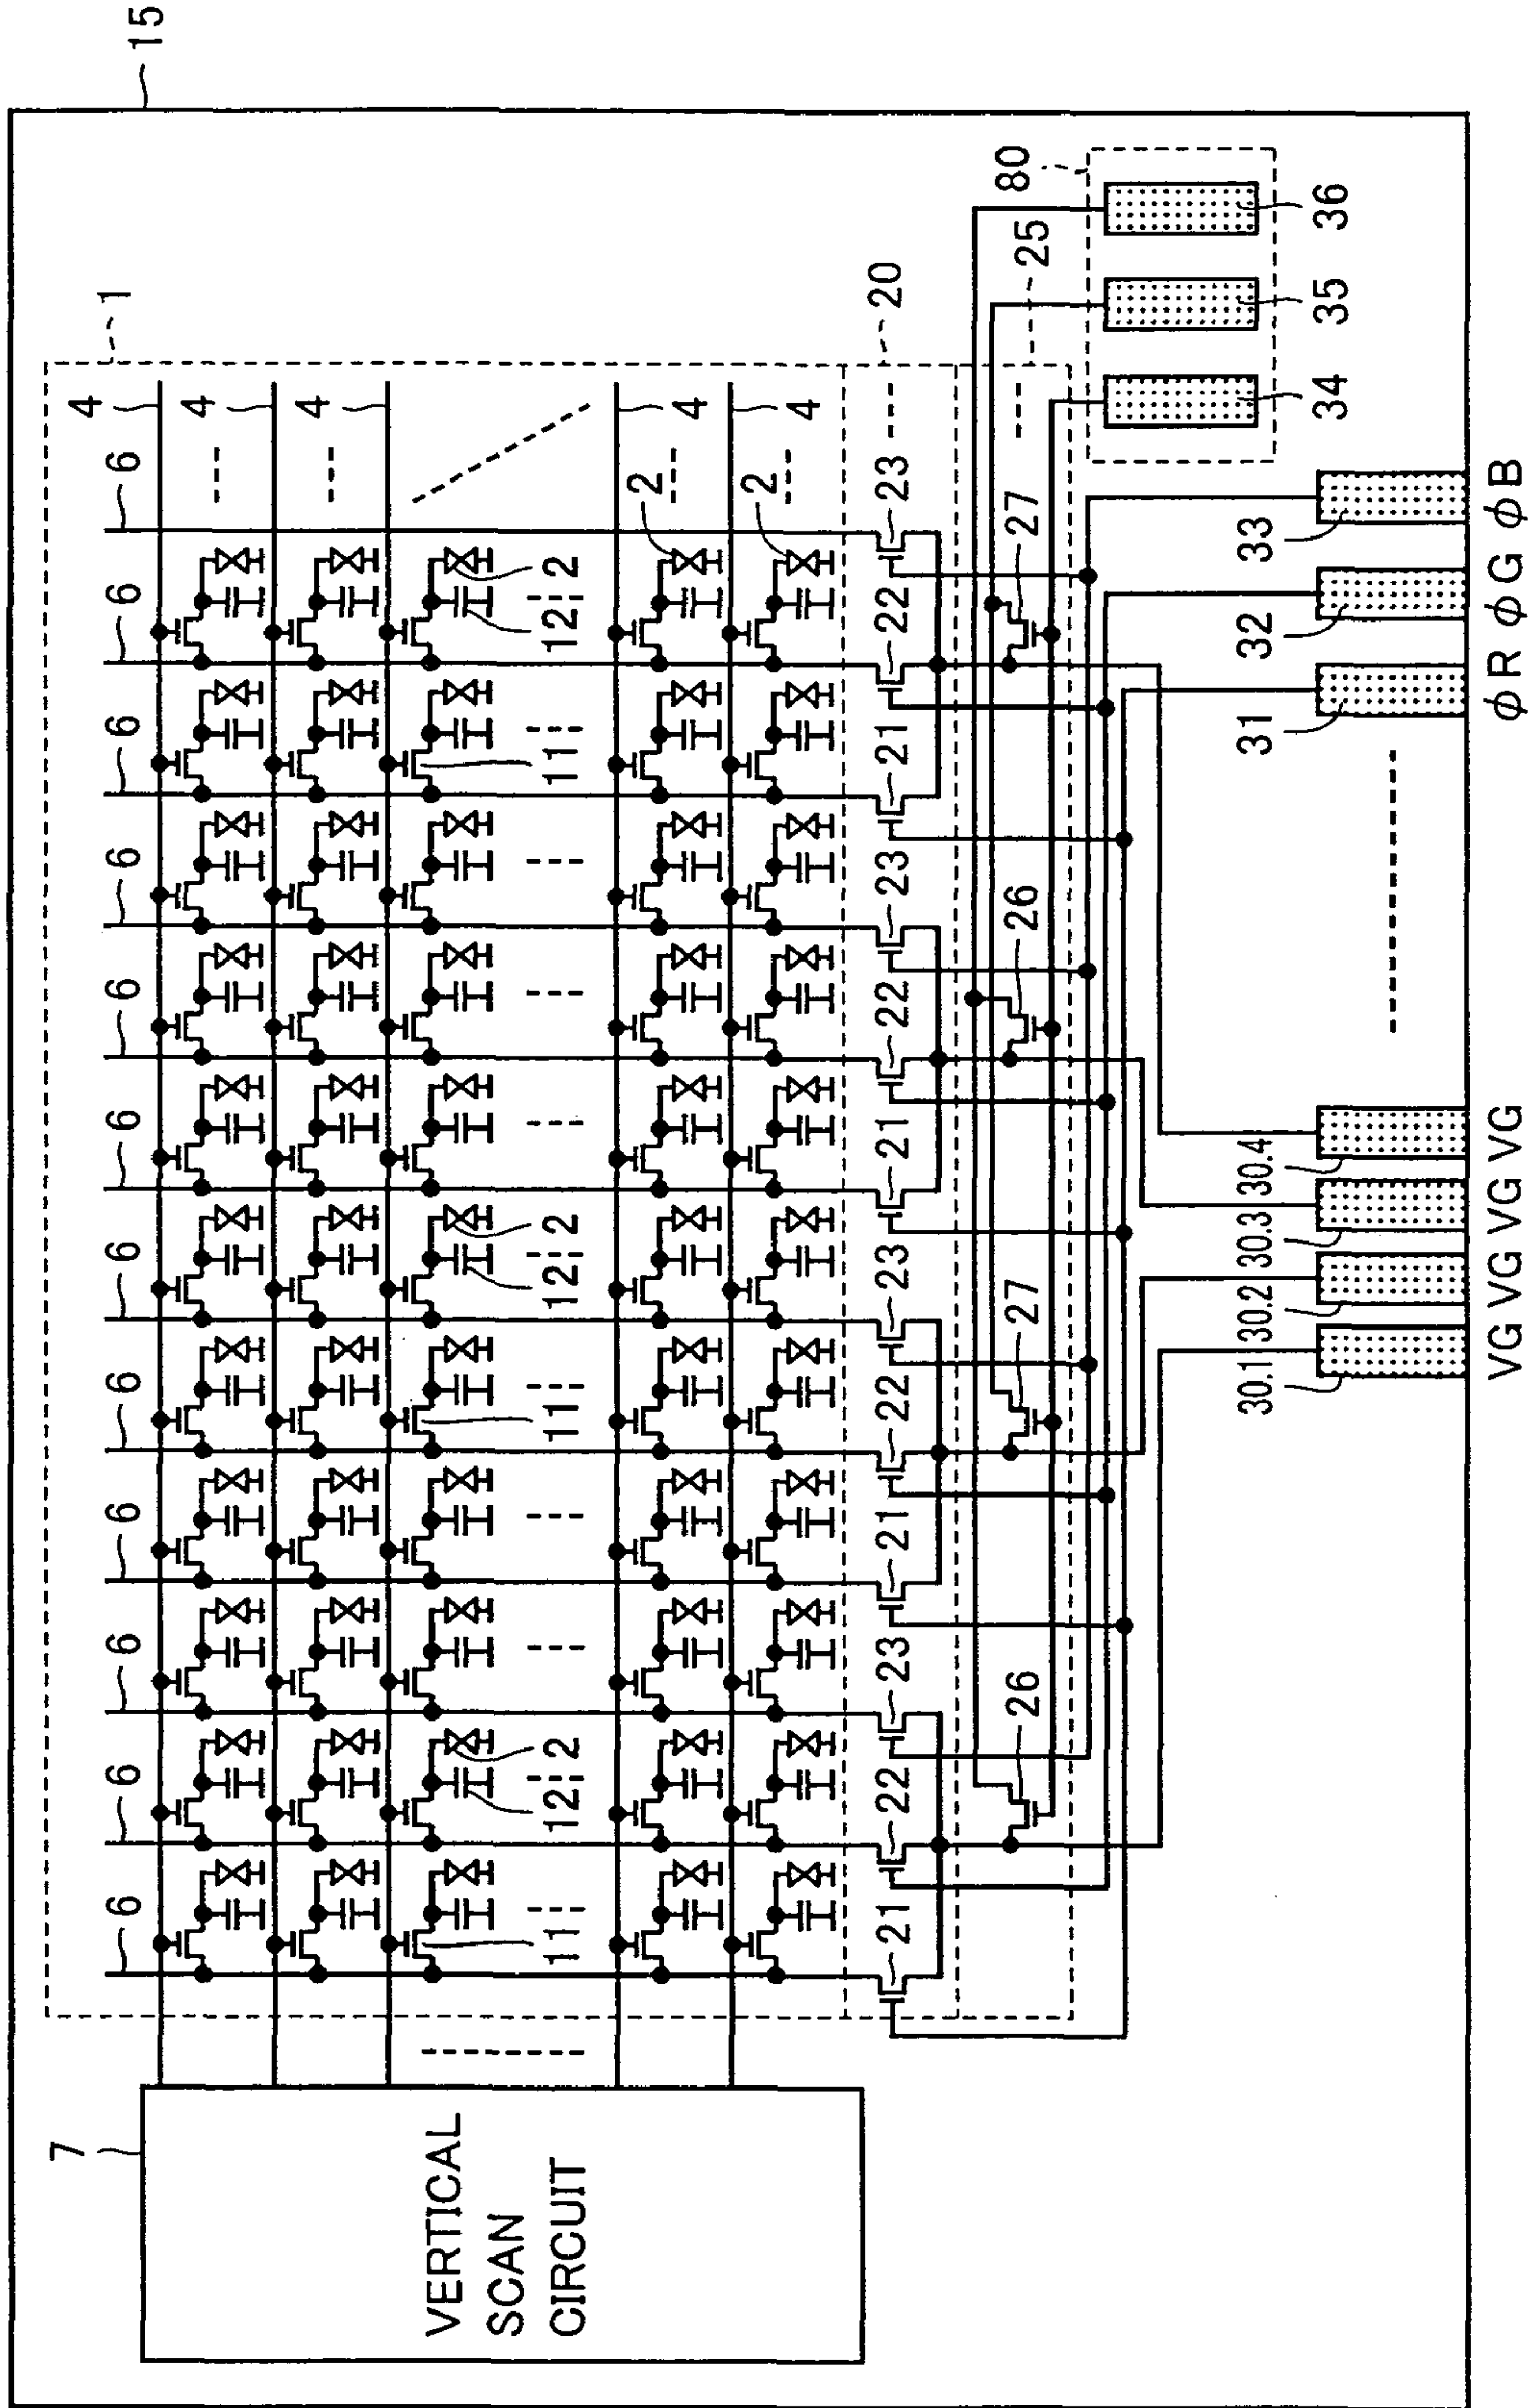 15
1
7
4
6 6 6 6 6 6 6 6 6 6 6 6
4
4
VERTICAL
SCAN
CIRCUIT
11 12 2 11 12 2 11 12 2
2
4
2
4
21 22 23 21 22 23 21 22 23 21 22 23
20
26 27 26 27
25
80
34 35 36
30.1 30.2 30.3 30.4 31 32 33
VG VG VG VG φR φG φB